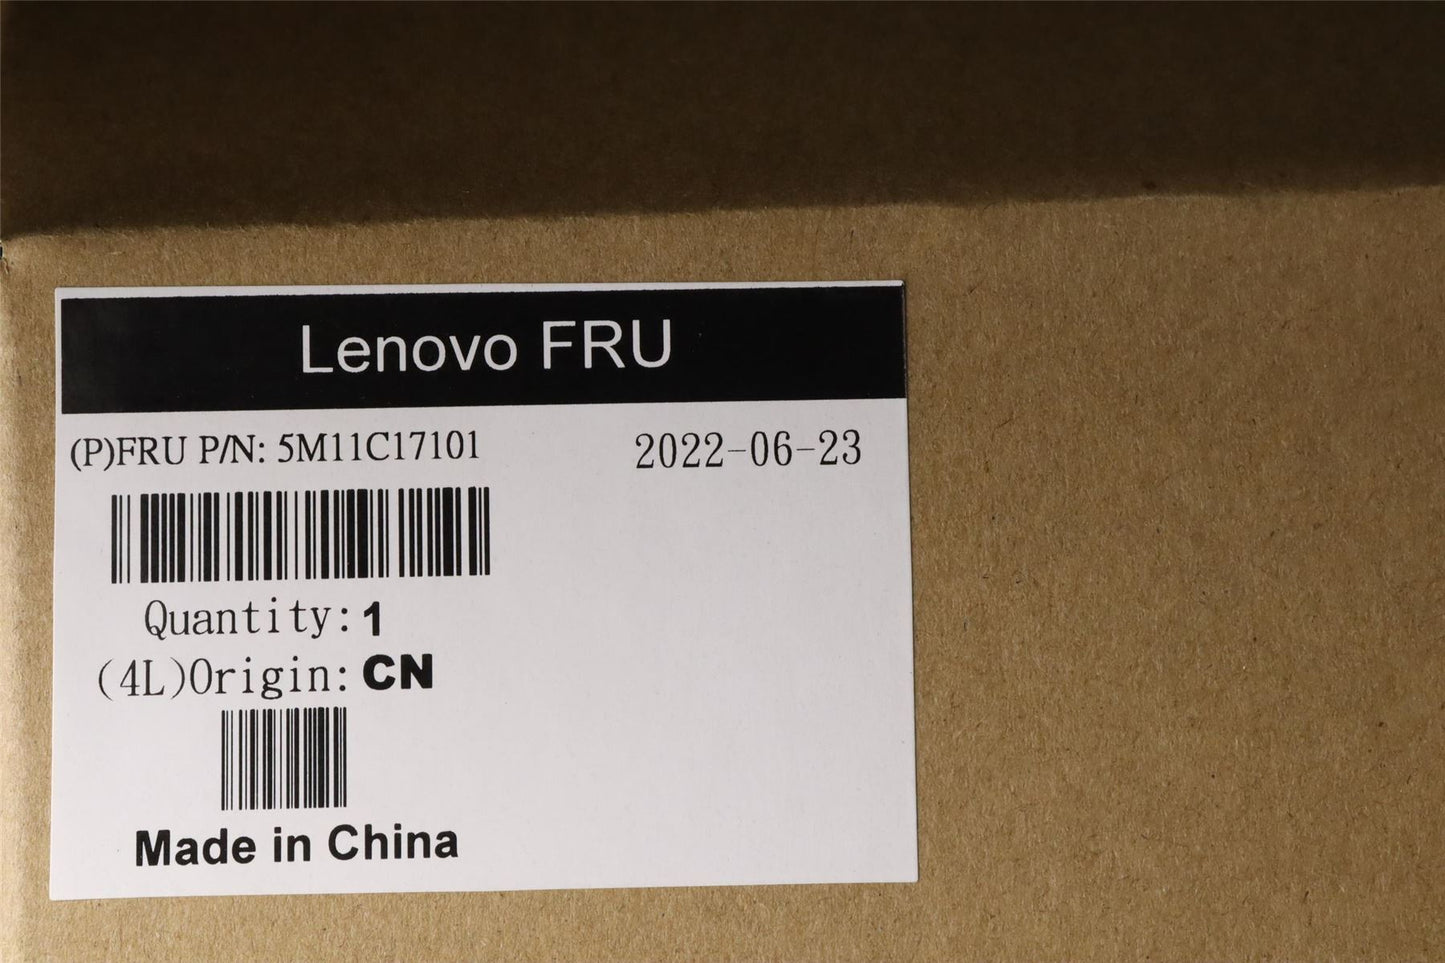 Lenovo FRU
(P)FRU P/N: 5M11C17101 2022-06-23
Quantity: 1
(4L)Origin: CN
Made in China